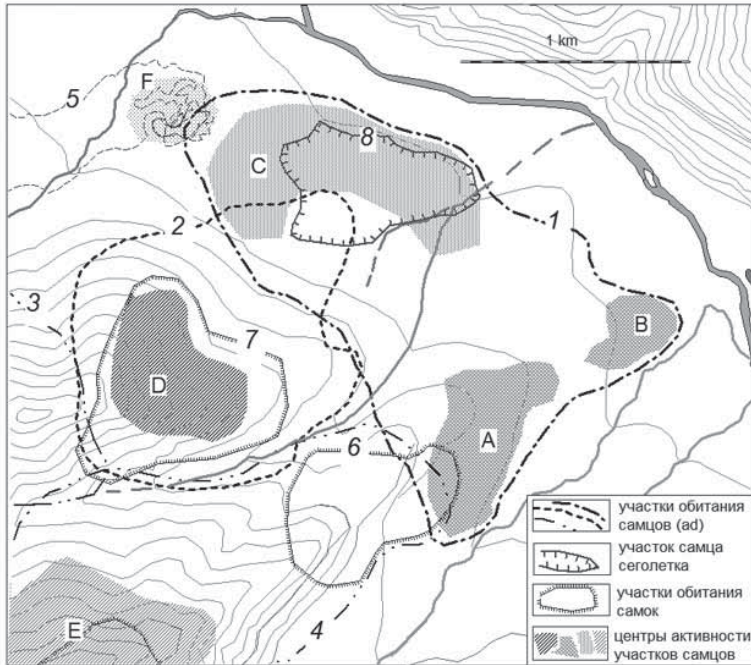 1 km
F
5
8
C
2
1
3
B
7
D
A
6
E
4
участки обитания
самцов (ad)
участок самца
сеголетка
участки обитания
самок
центры активности
участков самцов